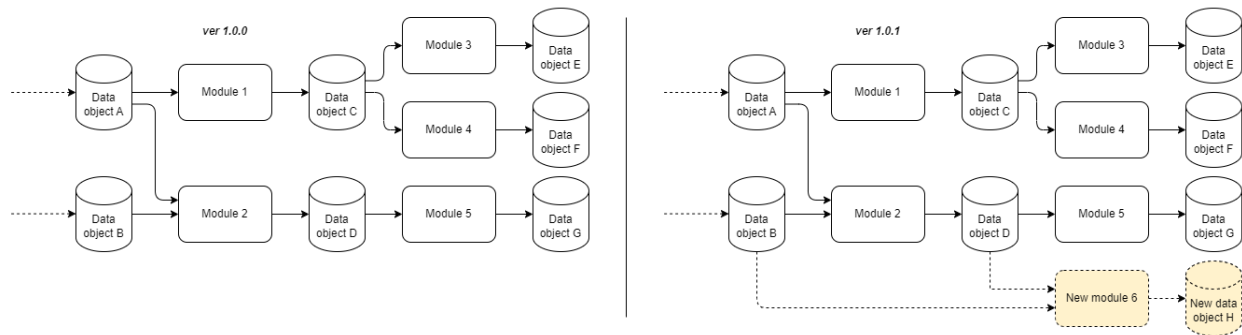 ver 1.0.0
Module 3
Data
object E
Data
object A
Module 1
Data
object C
Module 4
Data
object F
Data
object B
Module 2
Data
object D
Module 5
Data
object G
ver 1.0.1
Module 3
Data
object E
Data
object A
Module 1
Data
object C
Module 4
Data
object F
Data
object B
Module 2
Data
object D
Module 5
Data
object G
New module 6
New data
object H